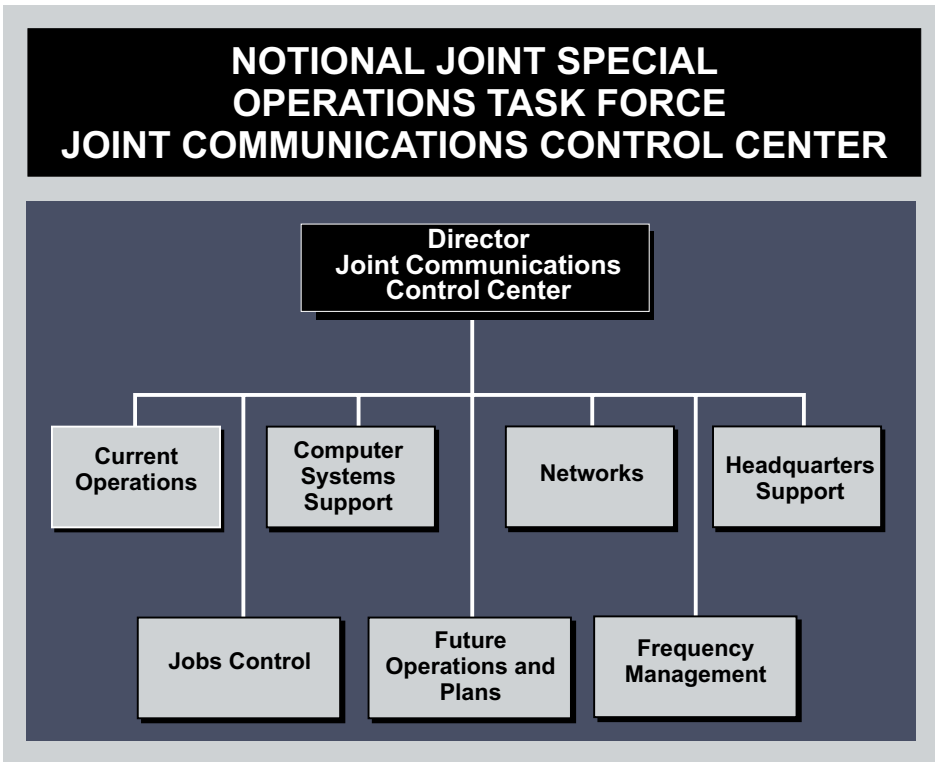 NOTIONAL JOINT SPECIAL
OPERATIONS TASK FORCE
JOINT COMMUNICATIONS CONTROL CENTER
Director
Joint Communications
Control Center
Current
Operations
Computer
Systems
Support
Networks
Headquarters
Support
Jobs Control
Future
Operations and
Plans
Frequency
Management